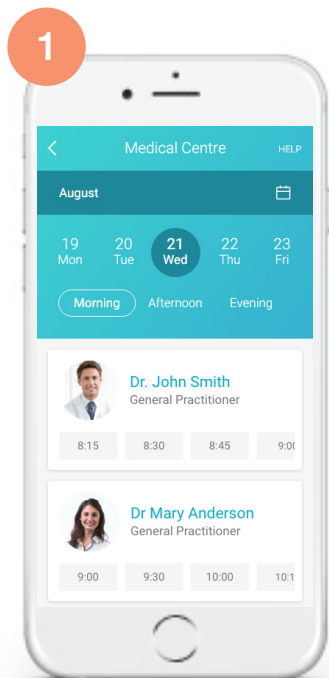 1
Medical Centre HELP
August
19 20 21 22 23
Mon Tue Wed Thu Fri
Morning Afternoon Evening
Dr. John Smith
General Practitioner
8:15 8:30 8:45
Dr Mary Anderson
General Practitioner
9:00 9:30 10:00